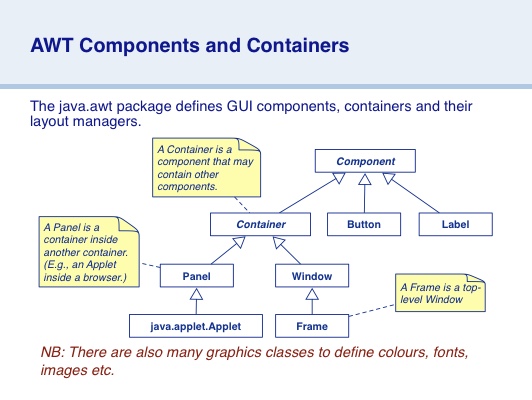 AWT Components and Containers
The java.awt package defines GUI components, containers and their
layout managers.
A Container is a
component that may
contain other
components.
Component
Container
Button
Label
A Panel is a
container inside
another container.
(E.g., an Applet
inside a browser.)
Panel
Window
A Frame is a top-
level Window
java.applet.Applet
Frame
NB: There are also many graphics classes to define colours, fonts,
images etc.